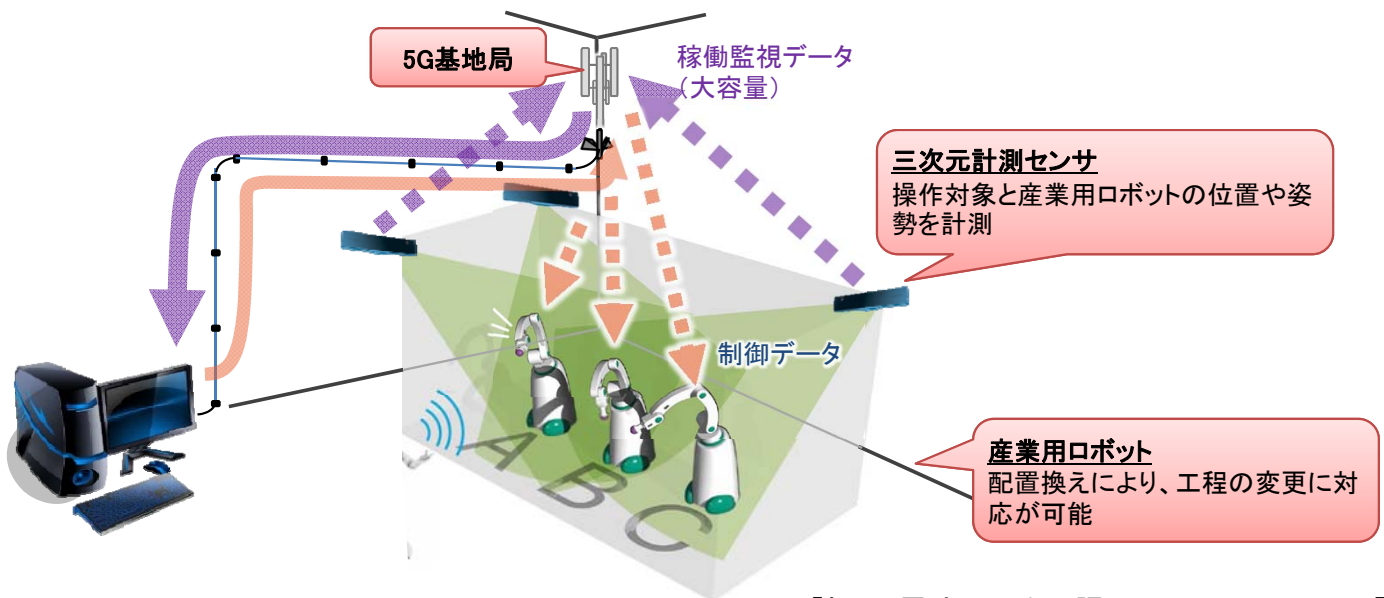 5G基地局
稼働監視データ
(大容量)
三次元計測センサ
操作対象と産業用ロボットの位置や姿
勢を計測
制御データ
産業用ロボット
配置換えにより、工程の変更に対
応が可能
A
B
C